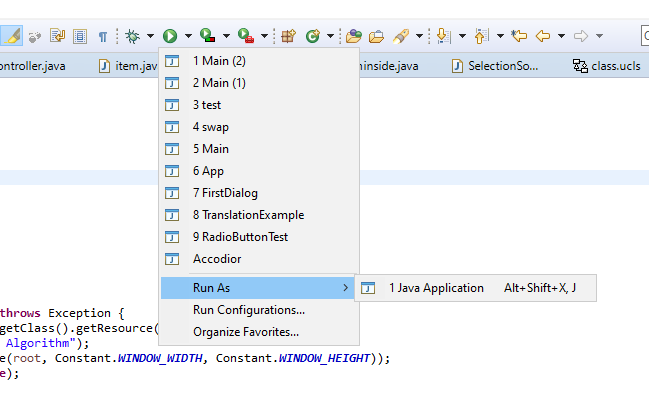 ontroller.java
item.jav
inside.java
SelectionSo...
class.ucls
1 Main (2)
2 Main (1)
3 test
4 swap
5 Main
6 App
7 FirstDialog
8 TranslationExample
9 RadioButtonTest
Accodior
Run As
1 Java Application Alt+Shift+X, J
Run Configurations...
Organize Favorites...
throws Exception {
getClass().getResource(
Algorithm");
e(root, Constant.WINDOW_WIDTH, Constant.WINDOW_HEIGHT));
e);